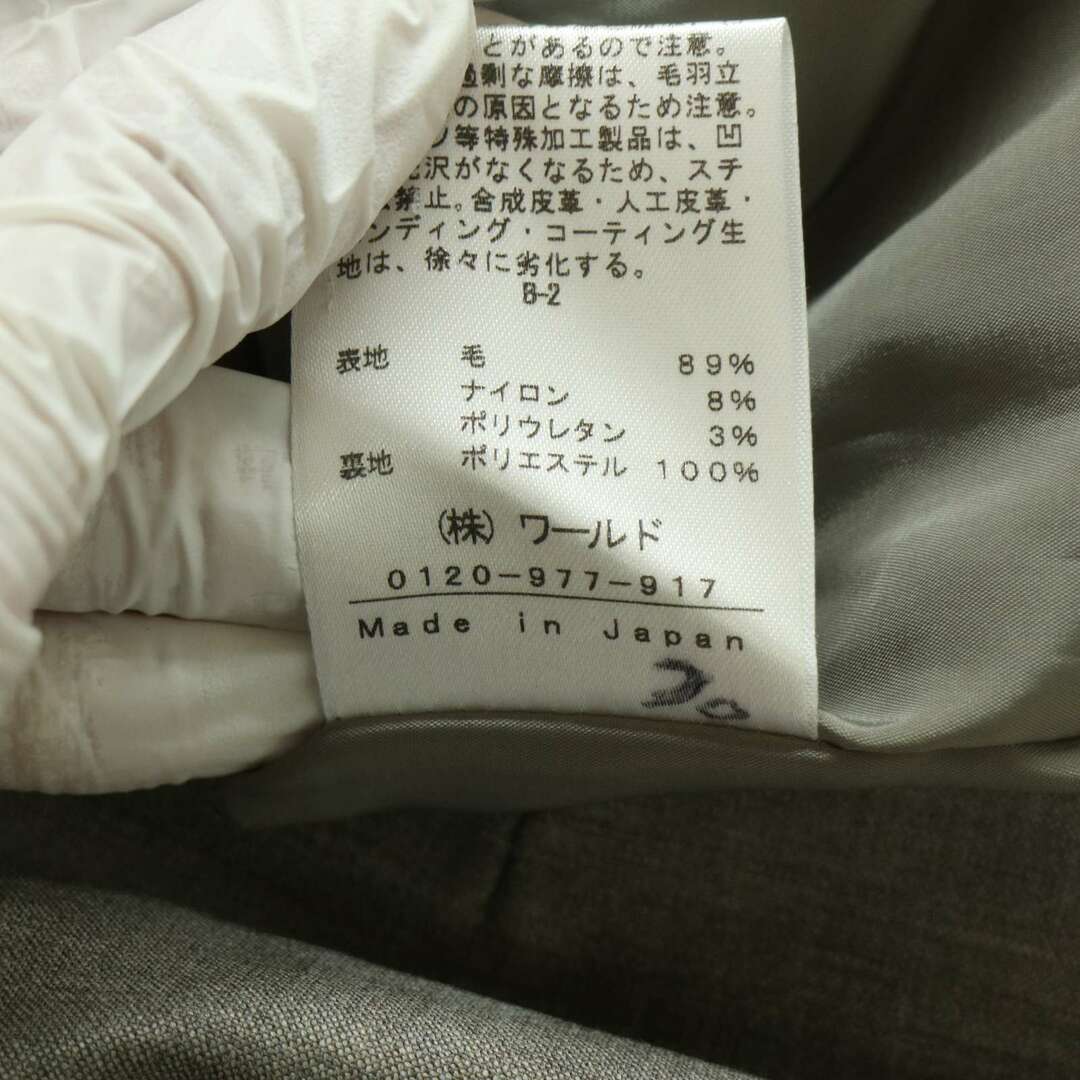 とがあるので注意。
過剰な摩擦は、毛羽立
の原因となるため注意。
等特殊加工製品は、凹
沢がなくなるため、スチ
禁止。合成皮革・人工皮革・
ンディング・コーティング生
地は、徐々に劣化する。
B-2
表地 毛 89%
ナイロン 8%
ポリウレタン 3%
裏地 ポリエステル 100%
(株)ワールド
0120-977-917
Made in Japan